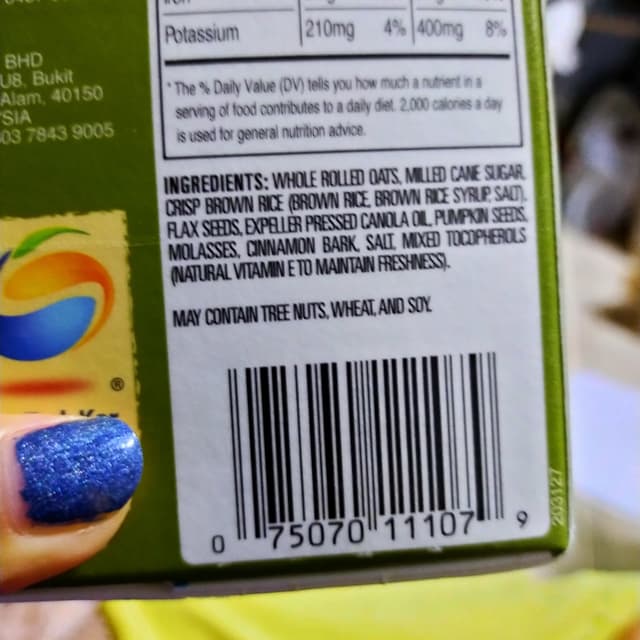 Potassium 210mg 4% 400mg 8%
* The % Daily Value (DV) tells you how much a nutrient in a
serving of food contributes to a daily diet. 2,000 calories a day
is used for general nutrition advice.
BHD
U8, Bukit
Alam, 40150
03 7843 9005
INGREDIENTS: WHOLE ROLLED OATS, MILLED CANE SUGAR,
CRISP BROWN RICE (BROWN RICE, BROWN RICE SYRUP, SALT),
FLAX SEEDS, EXPELLER PRESSED CANOLA OIL, PUMPKIN SEEDS,
MOLASSES, CINNAMON BARK, SALT, MIXED TOCOPHEROLS
(NATURAL VITAMIN E TO MAINTAIN FRESHNESS).
MAY CONTAIN TREE NUTS, WHEAT, AND SOY.
®
0 75070 11107 9
203127